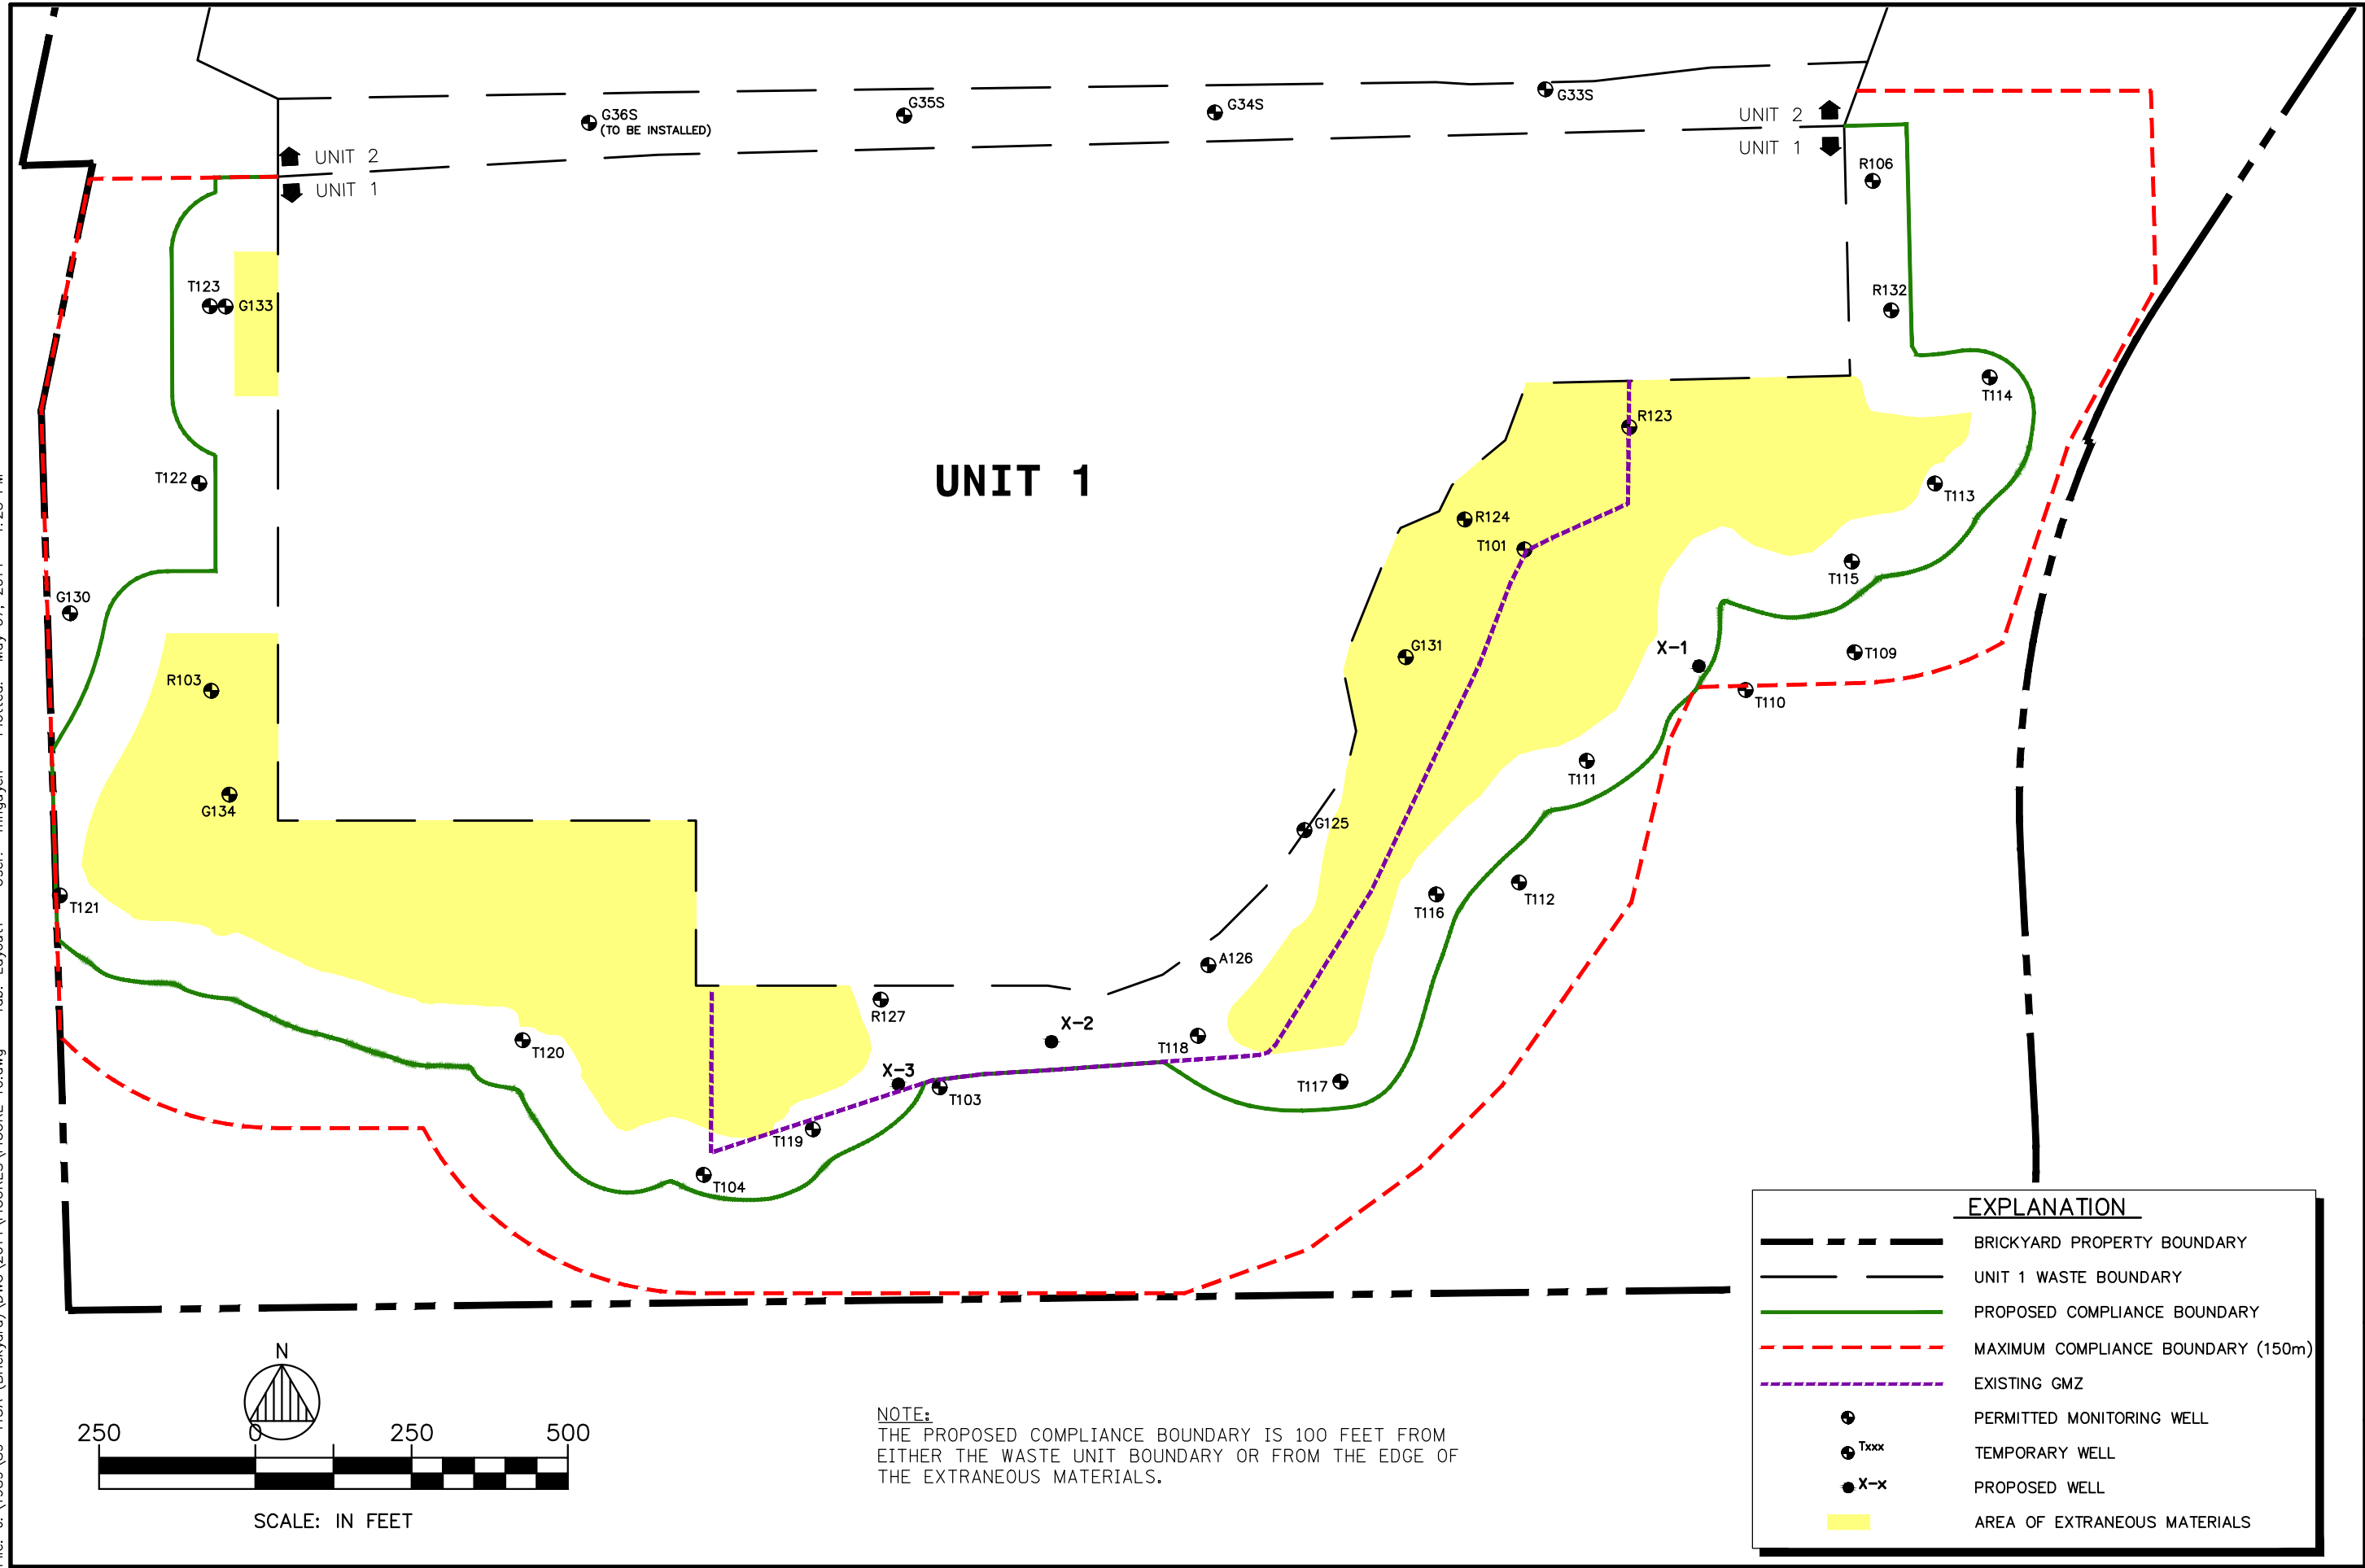 G36S
(TO BE INSTALLED)
G35S
G34S
G33S
UNIT 2
UNIT 1
UNIT 2
UNIT 1
R106
T123
G133
R132
T114
R123
UNIT 1
T122
T113
R124
T101
T115
G130
X-1
G131
T109
R103
T110
T111
G134
G125
T121
T116
T112
A126
R127
X-2
T118
T120
X-3
T103
T117
T119
T104
EXPLANATION
BRICKYARD PROPERTY BOUNDARY
UNIT 1 WASTE BOUNDARY
PROPOSED COMPLIANCE BOUNDARY
MAXIMUM COMPLIANCE BOUNDARY (150m)
EXISTING GMZ
PERMITTED MONITORING WELL
Txxx
TEMPORARY WELL
X-x
PROPOSED WELL
AREA OF EXTRANEOUS MATERIALS
N
250 0 250 500
SCALE: IN FEET
NOTE:
THE PROPOSED COMPLIANCE BOUNDARY IS 100 FEET FROM
EITHER THE WASTE UNIT BOUNDARY OR FROM THE EDGE OF
THE EXTRANEOUS MATERIALS.